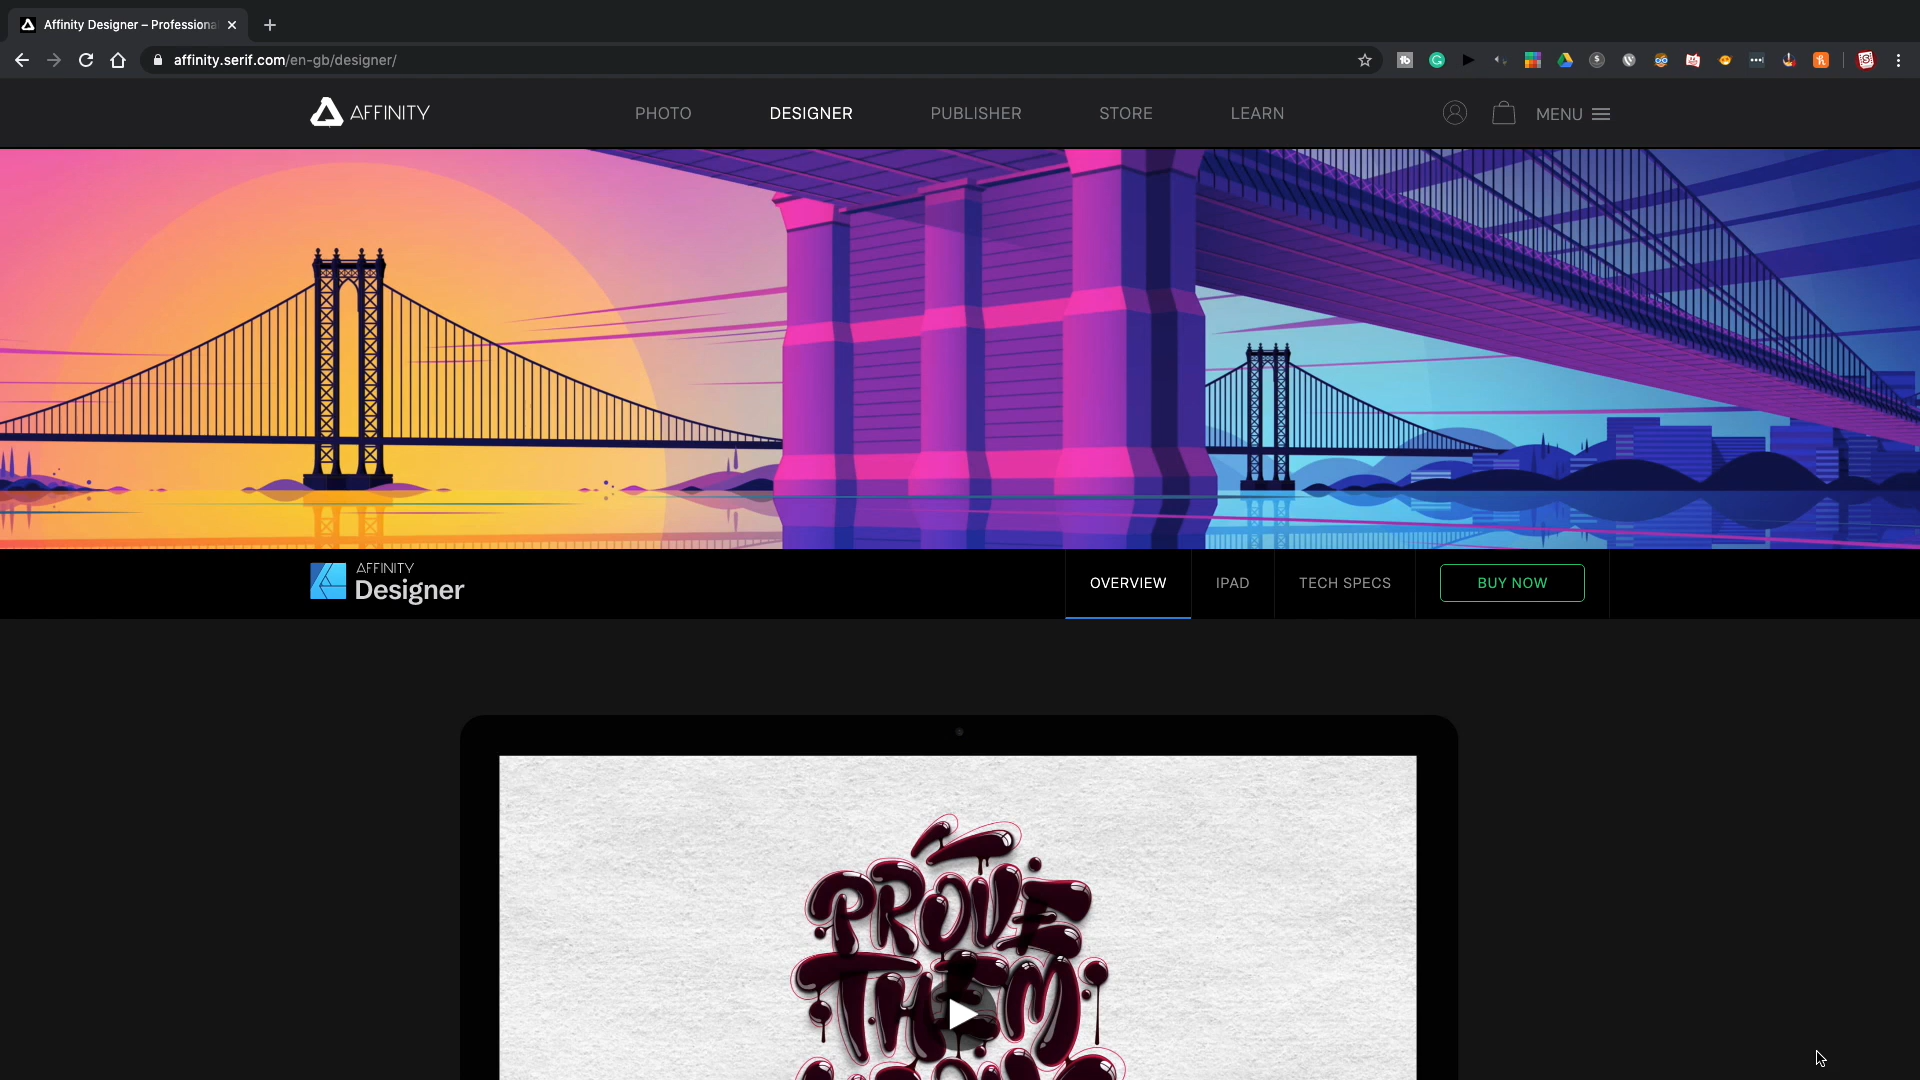 Affinity Designer – Professiona
affinity.serif.com/en-gb/designer/
AFFINITY
PHOTO
DESIGNER
PUBLISHER
STORE
LEARN
MENU
AFFINITY
Designer
OVERVIEW
IPAD
TECH SPECS
BUY NOW
PROVE
THEM